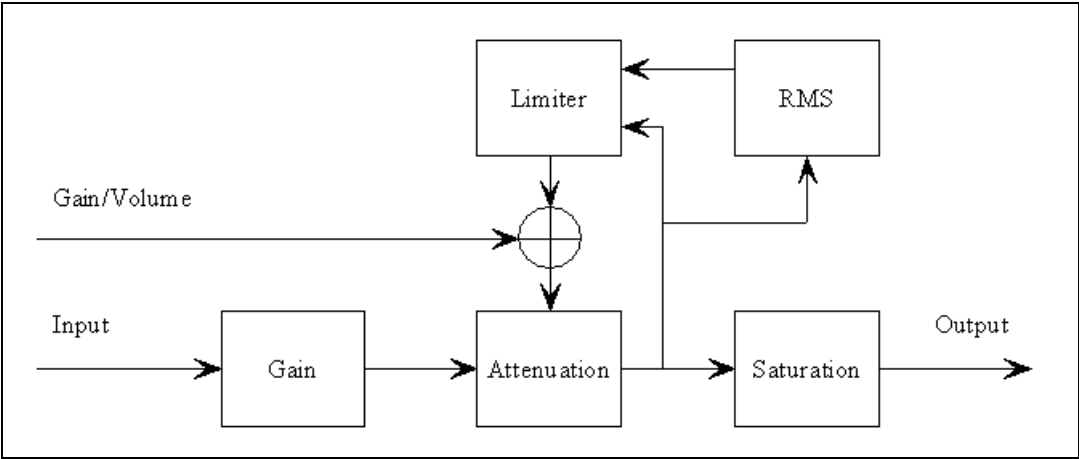 Limiter
RMS
Gain/Volume
Input
Output
Gain
Attenuation
Saturation